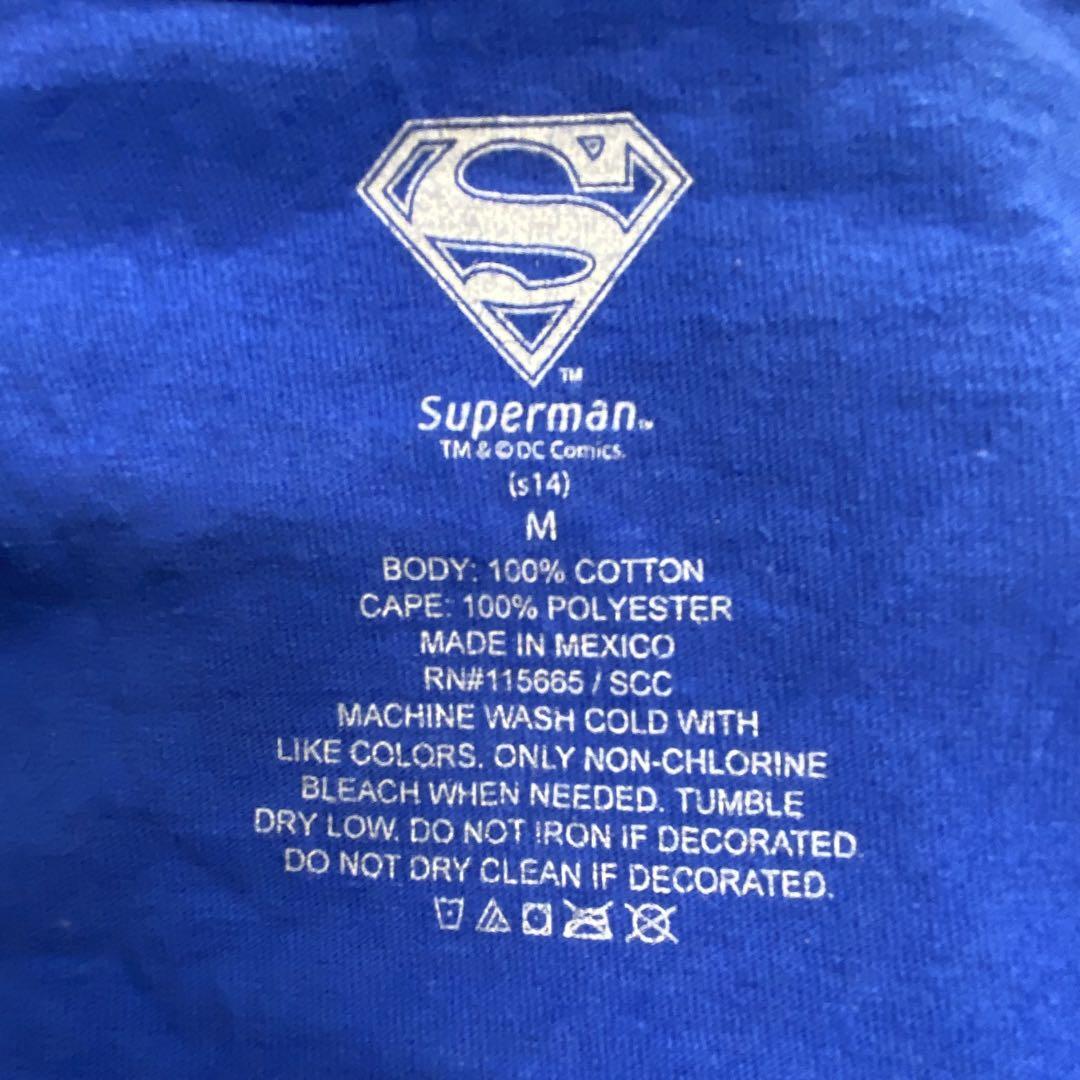 S
TM
Superman™
TM & © DC Comics.
(s14)
M
BODY: 100% COTTON
CAPE: 100% POLYESTER
MADE IN MEXICO
RN#115665 / SCC
MACHINE WASH COLD WITH
LIKE COLORS. ONLY NON-CHLORINE
BLEACH WHEN NEEDED. TUMBLE
DRY LOW. DO NOT IRON IF DECORATED.
DO NOT DRY CLEAN IF DECORATED.